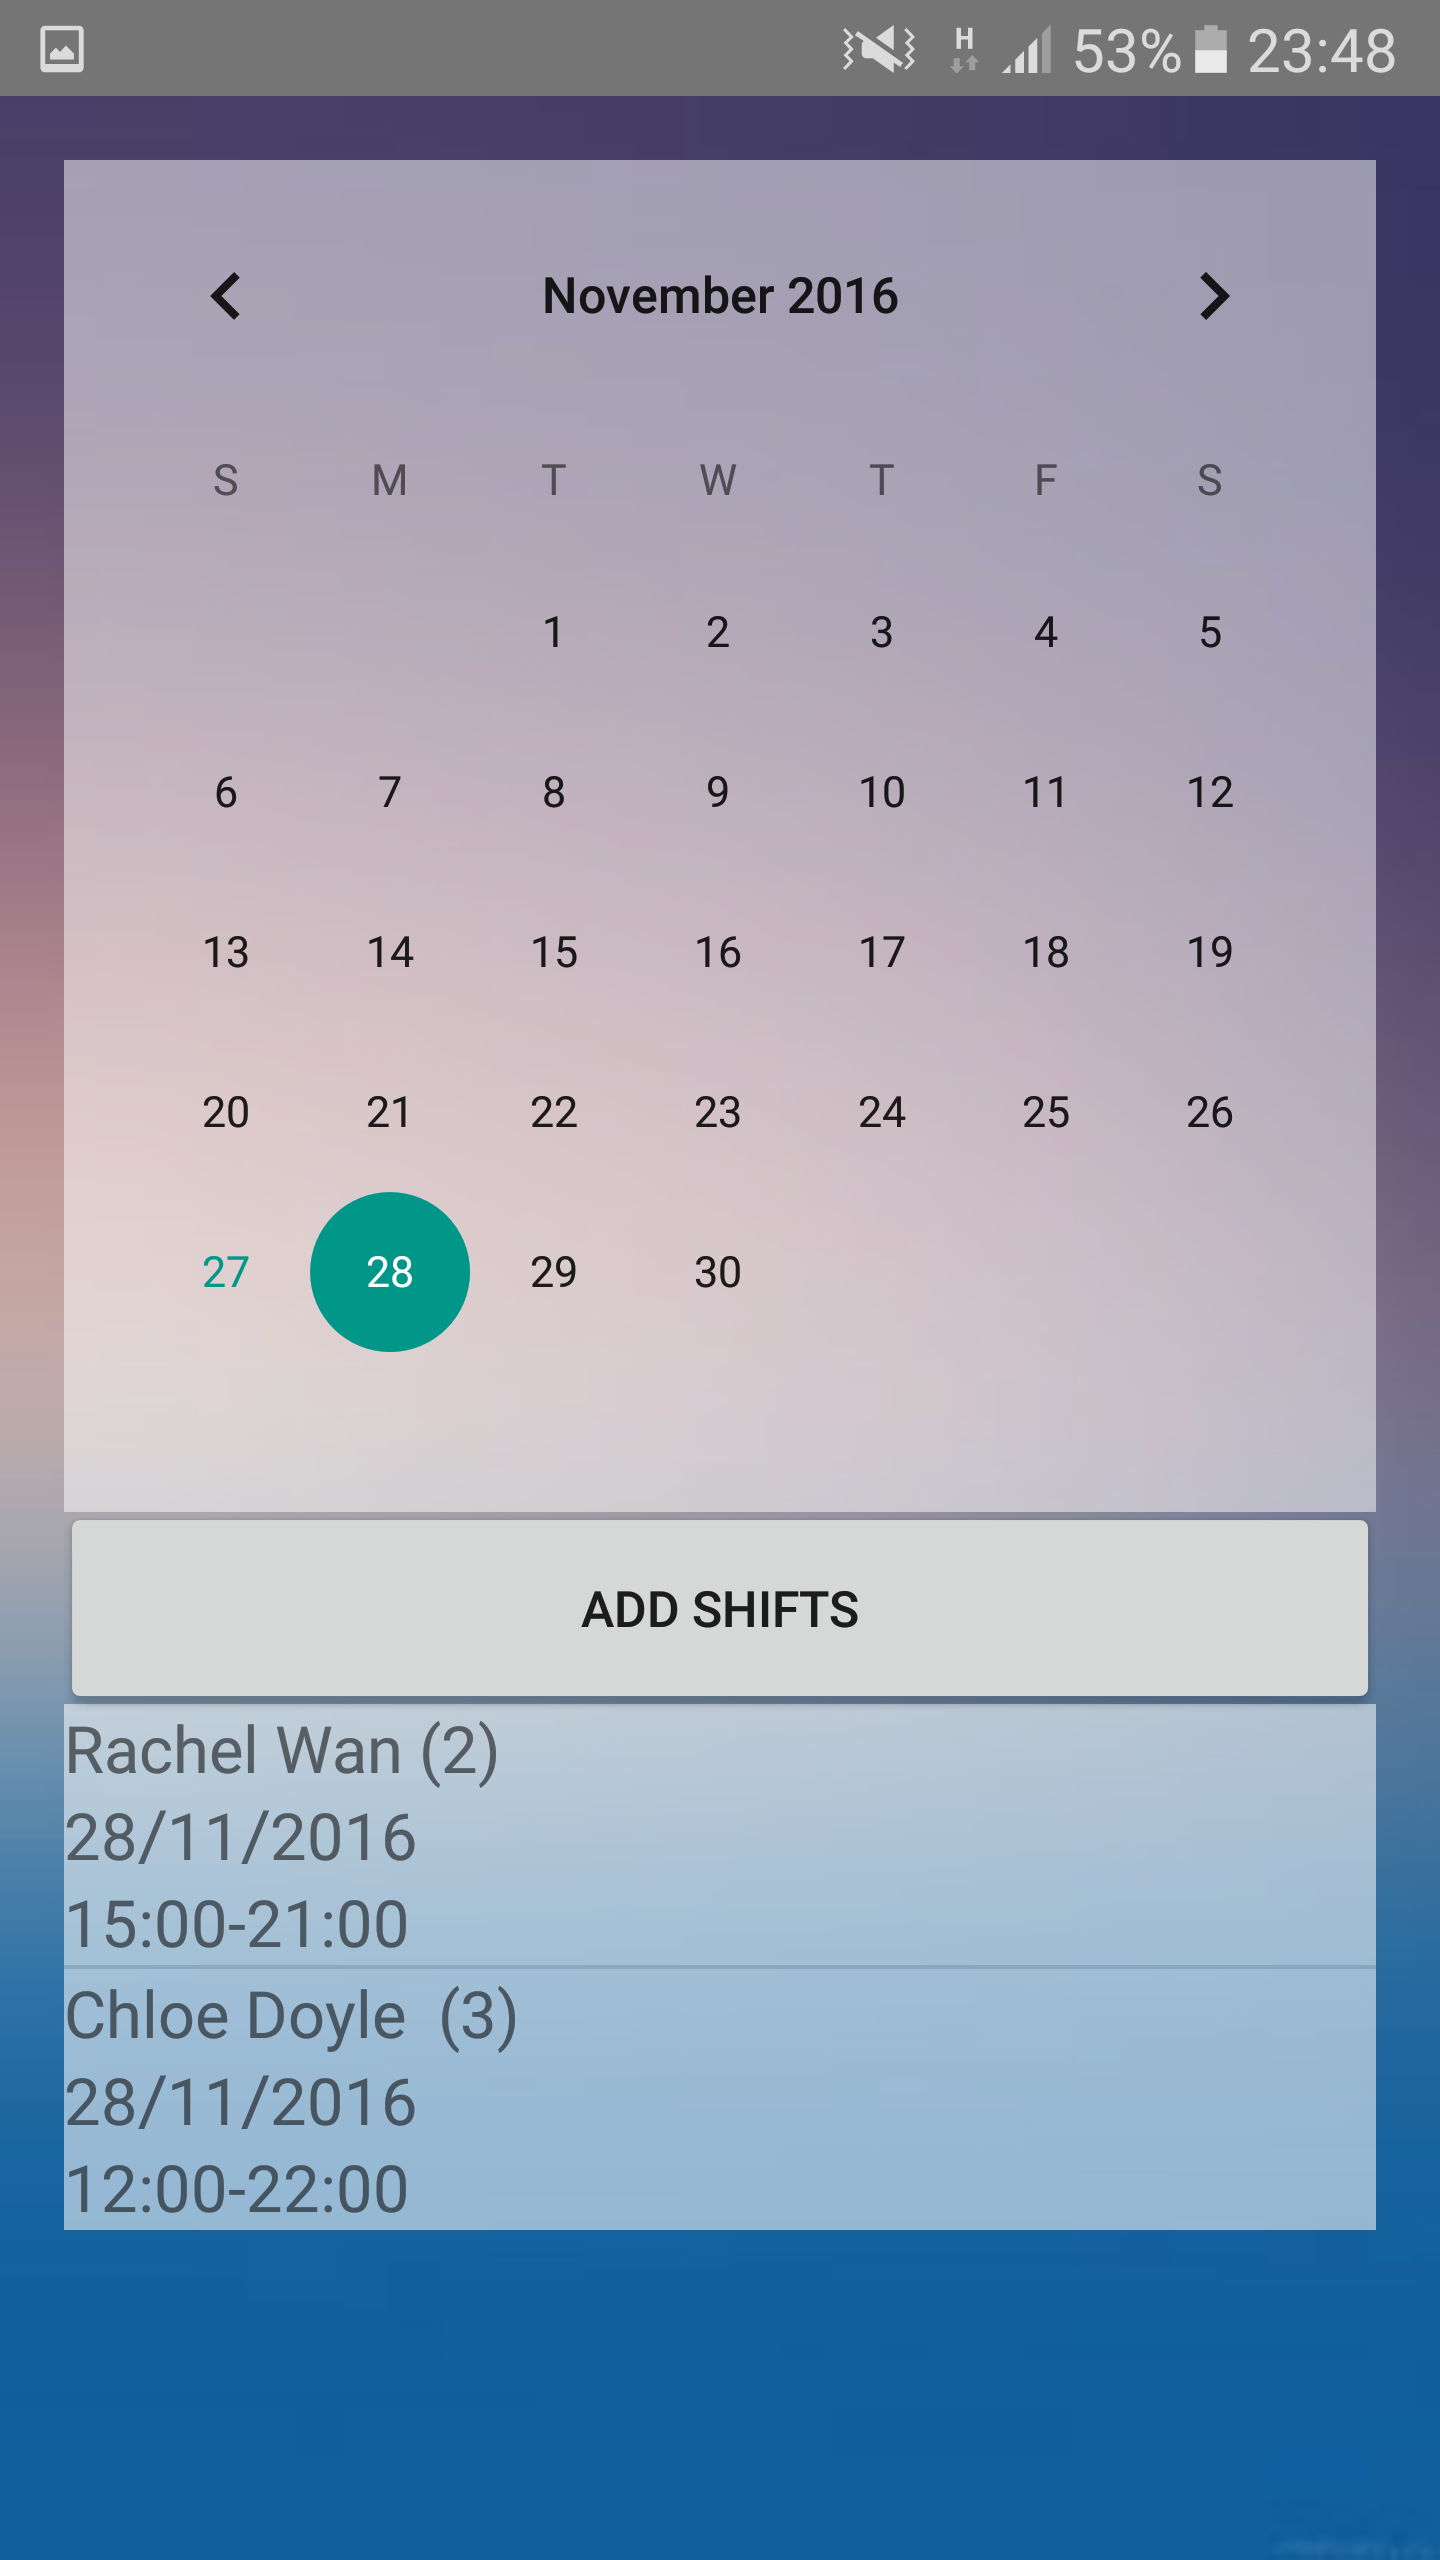 H 53% 23:48
November 2016
S M T W T F S
1 2 3 4 5
6 7 8 9 10 11 12
13 14 15 16 17 18 19
20 21 22 23 24 25 26
27 28 29 30
ADD SHIFTS
Rachel Wan (2)
28/11/2016
15:00-21:00
Chloe Doyle  (3)
28/11/2016
12:00-22:00